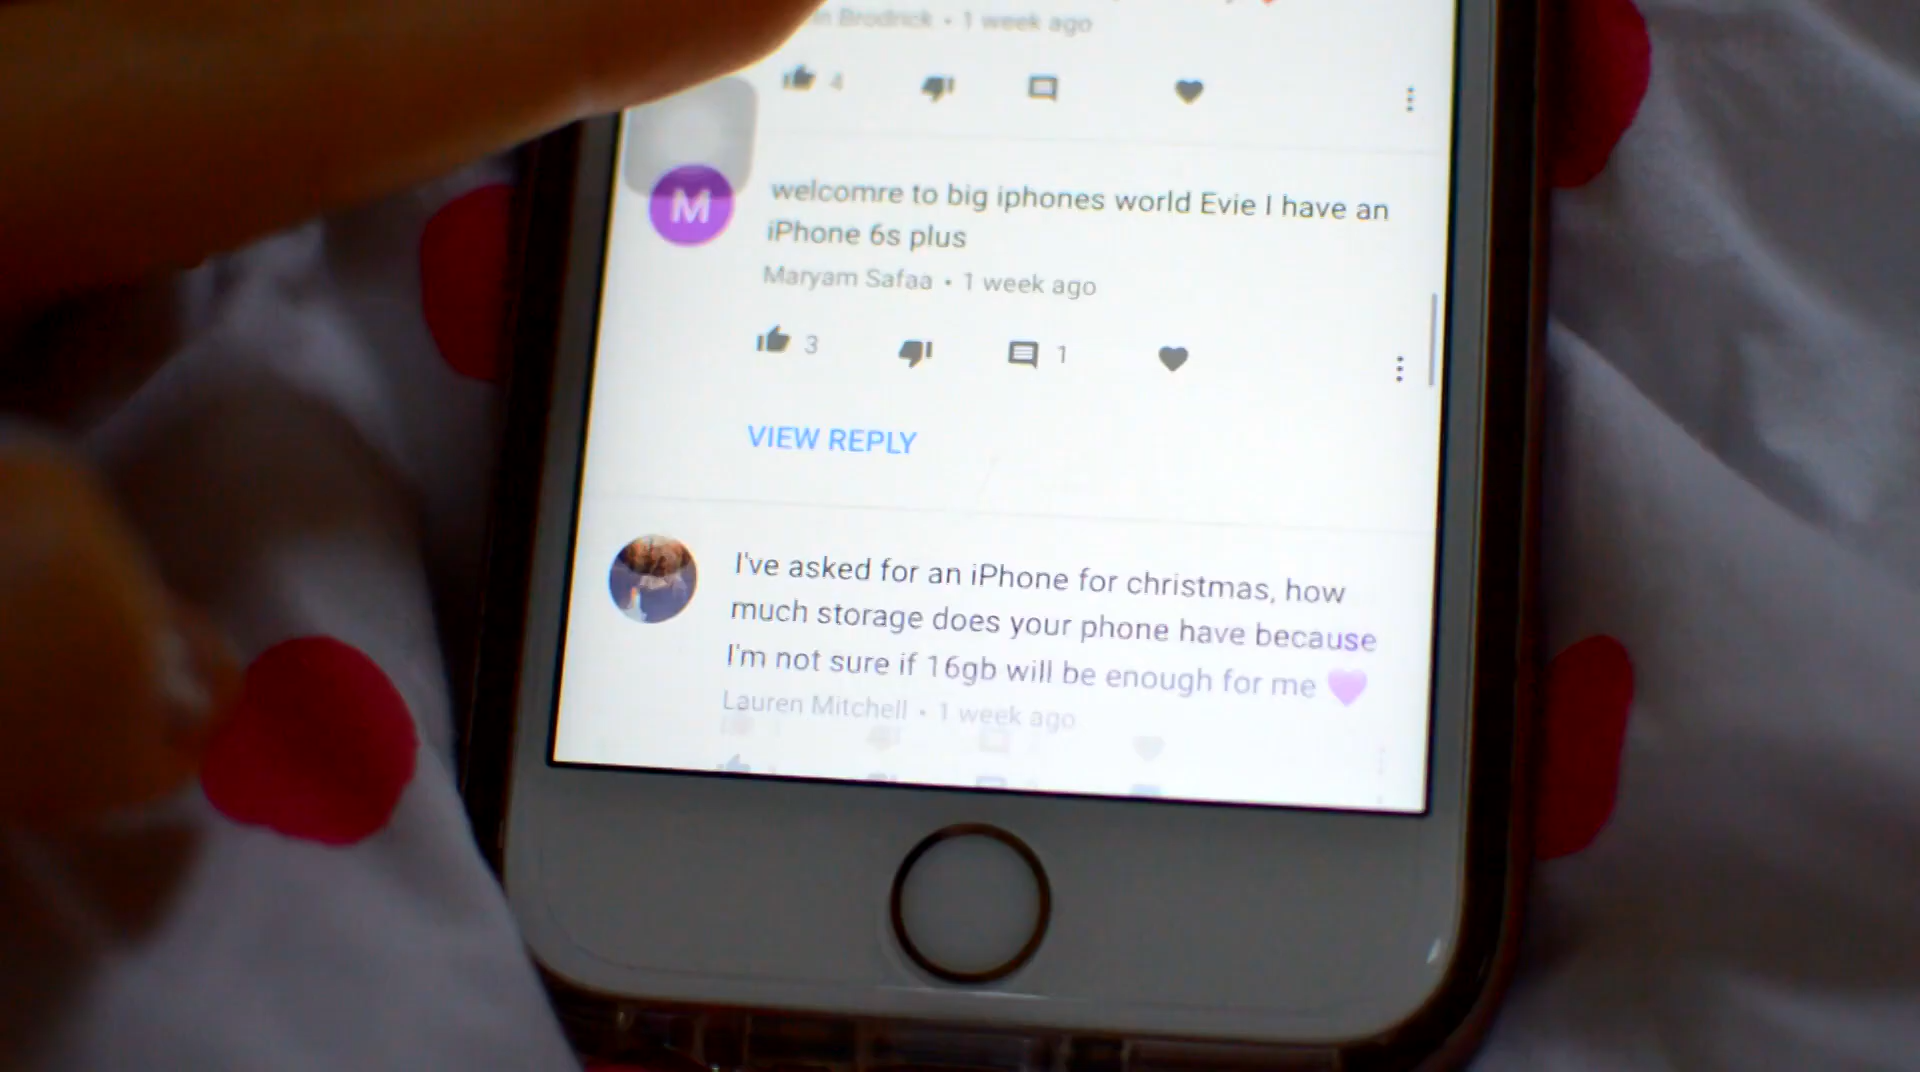 Brodrick • 1 week ago
4
M
welcomre to big iphones world Evie I have an
iPhone 6s plus
Maryam Safaa • 1 week ago
3
1
VIEW REPLY
I've asked for an iPhone for christmas, how
much storage does your phone have because
I'm not sure if 16gb will be enough for me 💜
Lauren Mitchell • 1 week ago